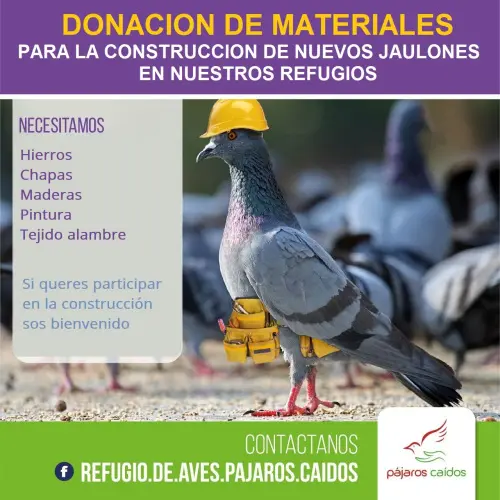 DONACION DE MATERIALES
PARA LA CONSTRUCCION DE NUEVOS JAULONES
EN NUESTROS REFUGIOS
NECESITAMOS
Hierros
Chapas
Maderas
Pintura
Tejido alambre
Si queres participar
en la construcción
sos bienvenido
CONTACTANOS
f REFUGIO.DE.AVES.PAJAROS.CAIDOS
pájaros caídos